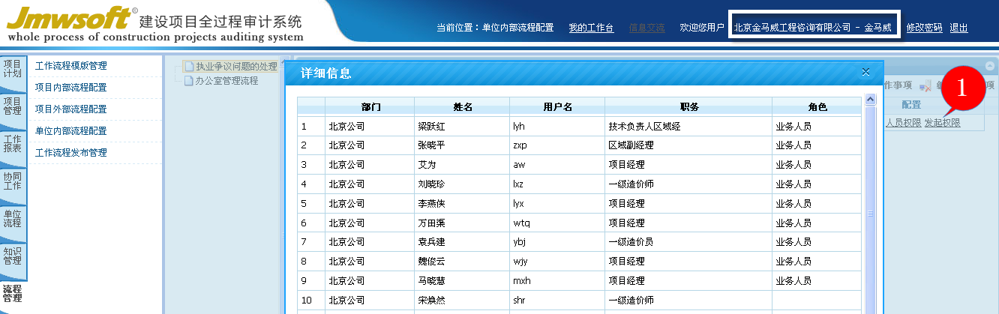 Jmwsoft® 建设项目全过程审计系统
whole process of construction projects auditing system
当前位置：单位内部流程配置 我的工作台 信息交流 欢迎您用户 北京金马威工程咨询有限公司 - 金马威 修改密码 退出
项目计划
项目管理
工作报表
协同工作
单位流程
知识管理
流程管理
工作流程模版管理
项目内部流程配置
项目外部流程配置
单位内部流程配置
工作流程发布管理
执业争议问题的处理
办公室管理流程
详细信息
部门 姓名 用户名 职务 角色
1 北京公司 梁跃红 lyh 技术负责人区域经 业务人员
2 北京公司 张晓平 zxp 区域副经理 业务人员
3 北京公司 艾为 aw 项目经理 业务人员
4 北京公司 刘晓珍 lxz 一级造价师 业务人员
5 北京公司 李燕侠 lyx 项目经理 业务人员
6 北京公司 万田渠 wtq 项目经理 业务人员
7 北京公司 袁兵建 ybj 一级造价员 业务人员
8 北京公司 魏俊云 wjy 项目经理 业务人员
9 北京公司 马晓慧 mxh 项目经理 业务人员
10 北京公司 宋焕然 shr 一级造价师
作事项 项
1
配置
人员权限 发起权限